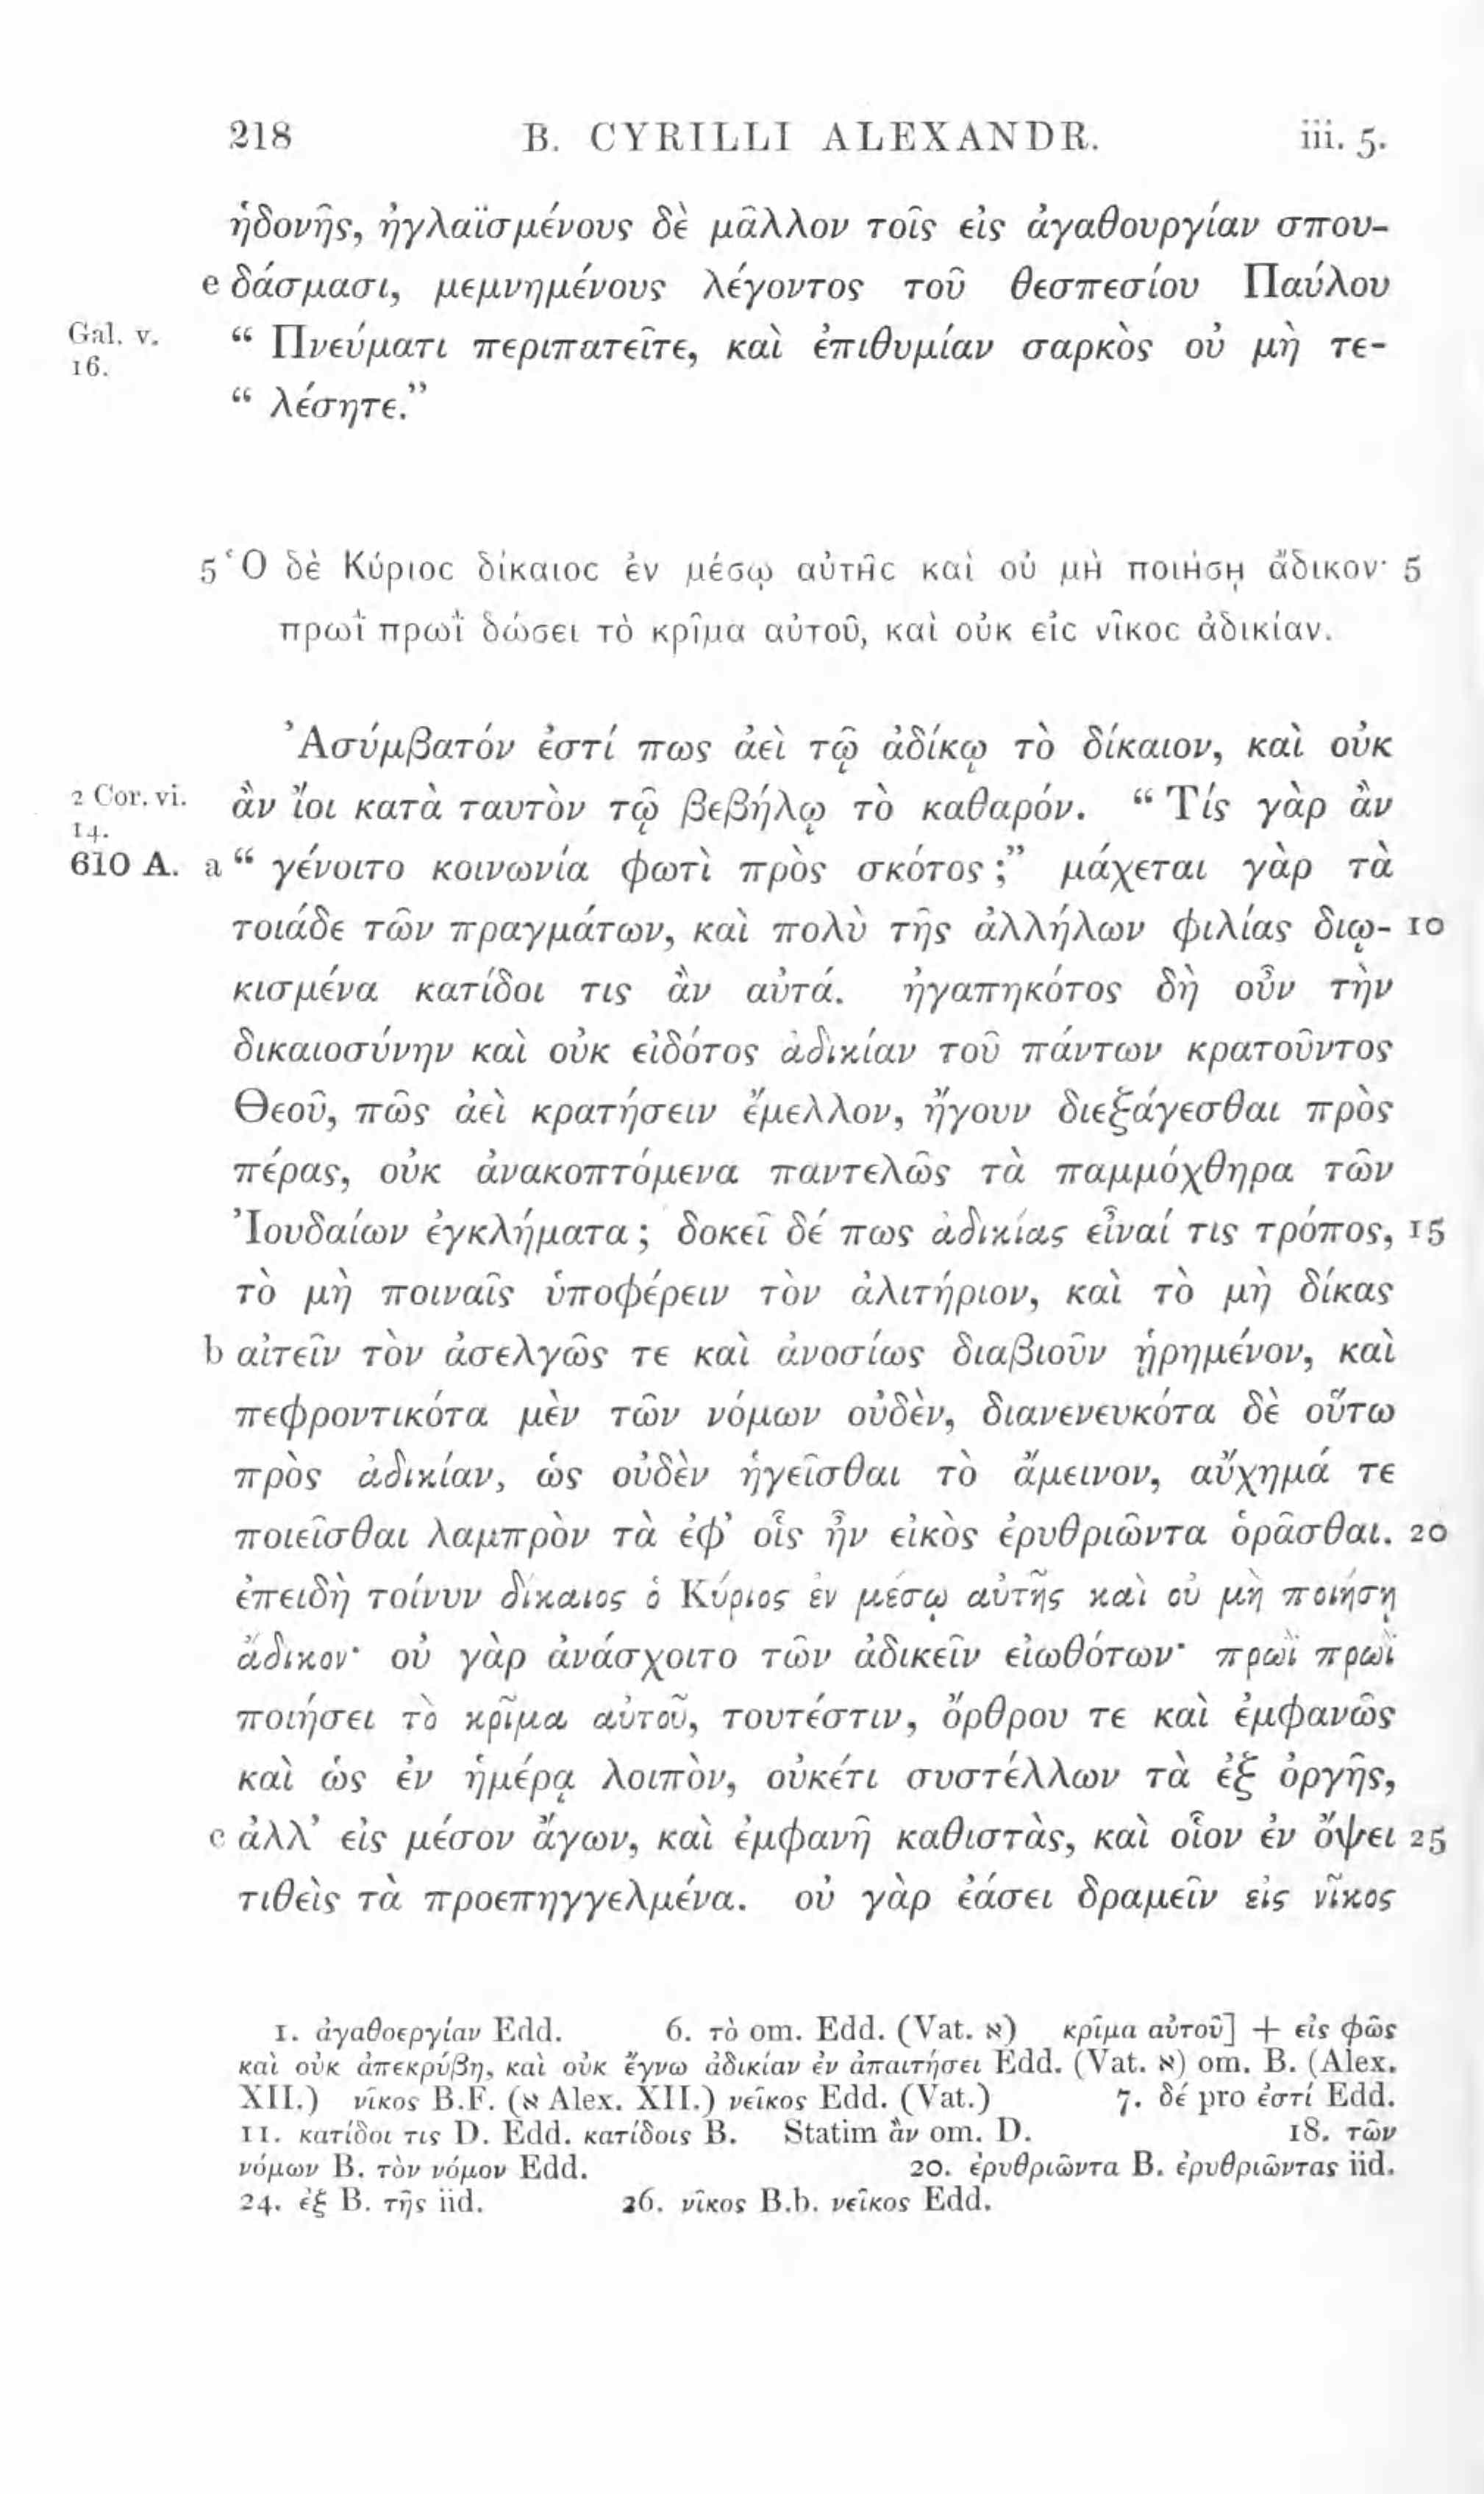 218 B. CYRILLI ALEXANDR. iii. 5.
ἡδονῆς, ἠγλαϊσμένους δὲ μᾶλλον τοῖς εἰς ἀγαθουργίαν σπου-
e δάσμασι, μεμνημένους λέγοντος τοῦ θεσπεσίου Παύλου
Gal. v. “ Πνεύματι περιπατεῖτε, καὶ ἐπιθυμίαν σαρκὸς οὐ μὴ τε-
16.
“ λέσητε.”
5 Ὁ δὲ Κύριος δίκαιος ἐν μέσῳ αὐτῆς καὶ οὐ μὴ ποιήσῃ ἄδικον· 5
πρωῒ πρωῒ δώσει τὸ κρῖμα αὐτοῦ, καὶ οὐκ εἰς νῖκος ἀδικίαν.
Ἀσύμβατόν ἐστί πως ἀεὶ τῷ ἀδίκῳ τὸ δίκαιον, καὶ οὐκ
2 Cor. vi. ἂν ἴοι κατὰ ταυτὸν τῷ βεβήλῳ τὸ καθαρόν. “ Τίς γὰρ ἂν
14.
610 A. a “ γένοιτο κοινωνία φωτὶ πρὸς σκότος ;” μάχεται γὰρ τὰ
τοιάδε τῶν πραγμάτων, καὶ πολὺ τῆς ἀλλήλων φιλίας διῳ- 10
κισμένα κατίδοι τις ἂν αὐτά. ἠγαπηκότος δὴ οὖν τὴν
δικαιοσύνην καὶ οὐκ εἰδότος ἀδικίαν τοῦ πάντων κρατοῦντος
Θεοῦ, πῶς ἀεὶ κρατήσειν ἔμελλον, ἤγουν διεξάγεσθαι πρὸς
πέρας, οὐκ ἀνακοπτόμενα παντελῶς τὰ παμμόχθηρα τῶν
Ἰουδαίων ἐγκλήματα ; δοκεῖ δέ πως ἀδικίας εἶναί τις τρόπος, 15
τὸ μὴ ποιναῖς ὑποφέρειν τὸν ἀλιτήριον, καὶ τὸ μὴ δίκας
b αἰτεῖν τὸν ἀσελγῶς τε καὶ ἀνοσίως διαβιοῦν ᾑρημένον, καὶ
πεφροντικότα μὲν τῶν νόμων οὐδὲν, διανενευκότα δὲ οὕτω
πρὸς ἀδικίαν, ὡς οὐδὲν ἡγεῖσθαι τὸ ἄμεινον, αὔχημά τε
ποιεῖσθαι λαμπρὸν τὰ ἐφ’ οἷς ἦν εἰκὸς ἐρυθριῶντα ὁρᾶσθαι. 20
ἐπειδὴ τοίνυν δίκαιος ὁ Κύριος ἐν μέσῳ αὐτῆς καὶ οὐ μὴ ποιήσῃ
ἄδικον· οὐ γὰρ ἀνάσχοιτο τῶν ἀδικεῖν εἰωθότων· πρωῒ πρωῒ
ποιήσει τὸ κρῖμα αὐτοῦ, τουτέστιν, ὄρθρου τε καὶ ἐμφανῶς
καὶ ὡς ἐν ἡμέρᾳ λοιπὸν, οὐκέτι συστέλλων τὰ ἐξ ὀργῆς,
c ἀλλ’ εἰς μέσον ἄγων, καὶ ἐμφανῆ καθιστὰς, καὶ οἷον ἐν ὄψει 25
τιθεὶς τὰ προεπηγγελμένα. οὐ γὰρ ἐάσει δραμεῖν εἰς νῖκος
1. ἀγαθοεργίαν Edd. 6. τὸ om. Edd. (Vat. א) κρῖμα αὐτοῦ] + εἰς φῶς
καὶ οὐκ ἀπεκρύβη, καὶ οὐκ ἔγνω ἀδικίαν ἐν ἀπαιτήσει Edd. (Vat. א) om. B. (Alex.
XII.) νῖκος B.F. (א Alex. XII.) νεῖκος Edd. (Vat.) 7. δέ pro ἐστί Edd.
11. κατίδοι τις D. Edd. κατίδοις B. Statim ἂν om. D. 18. τῶν
νόμων B. τὸν νόμον Edd. 20. ἐρυθριῶντα B. ἐρυθριῶντας iid.
24. ἐξ B. τῆς iid. 26. νῖκος B.b. νεῖκος Edd.